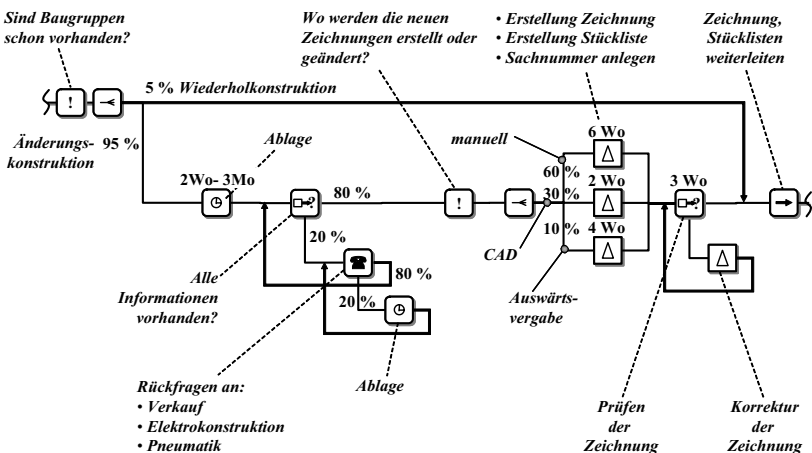 Sind Baugruppen
schon vorhanden?
Wo werden die neuen
Zeichnungen erstellt oder
geändert?
• Erstellung Zeichnung
• Erstellung Stückliste
• Sachnummer anlegen
Zeichnung,
Stücklisten
weiterleiten
!
5 % Wiederholkonstruktion
Änderungs-
konstruktion
95 %
Ablage
manuell
6 Wo
Δ
60 %
2Wo- 3Mo
?
80 %
!
30 %
2 Wo
Δ
3 Wo
?
20 %
10 %
4 Wo
Δ
CAD
Alle
Informationen
vorhanden?
80 %
20 %
Auswärts-
vergabe
Δ
Ablage
Rückfragen an:
• Verkauf
• Elektrokonstruktion
• Pneumatik
Prüfen
der
Zeichnung
Korrektur
der
Zeichnung